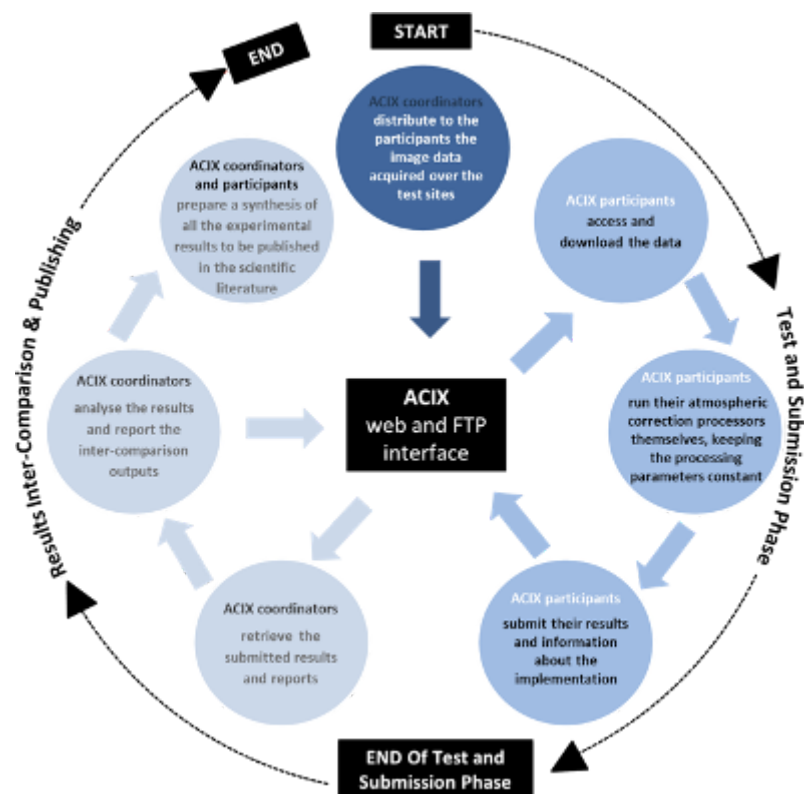 START
END
ACIX coordinators
distribute to the
participants the
image data
acquired over the
test sites
ACIX participants
access and
download the data
ACIX participants
run their atmospheric
correction processors
themselves, keeping
the processing
parameters constant
ACIX participants
submit their results
and information
about the
implementation
Test and Submission Phase
END Of Test and
Submission Phase
ACIX
web and FTP
interface
ACIX coordinators
retrieve the
submitted results
and reports
ACIX coordinators
analyse the results
and report the
inter-comparison
outputs
ACIX coordinators
and participants
prepare a synthesis of
all the experimental
results to be published
in the scientific
literature
Results Inter-Comparison & Publishing